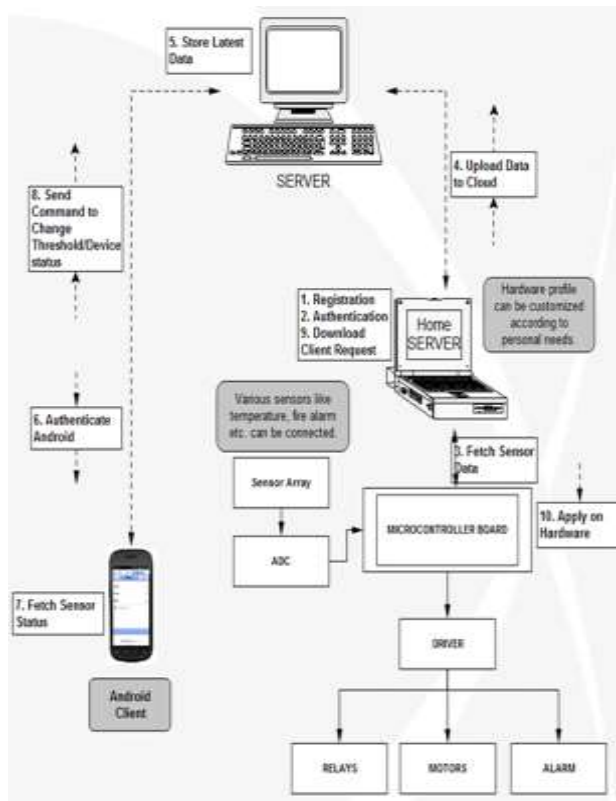 5. Store Latest
Data
SERVER
4. Upload Data
to Cloud
8. Send
Command to
Change
Threshold/Device
status
1. Registration
2. Authentication
9. Download
Client Request
Home
SERVER
Hardware profile
can be customized
according to
personal needs
Various sensors like
temperature, fire alarm
etc. can be connected.
6. Authenticate
Android
3. Fetch Sensor
Data
Sensor Array
MICROCONTROLLER BOARD
10. Apply on
Hardware
ADC
7. Fetch Sensor
Status
DRIVER
Android
Client
RELAYS
MOTORS
ALARM